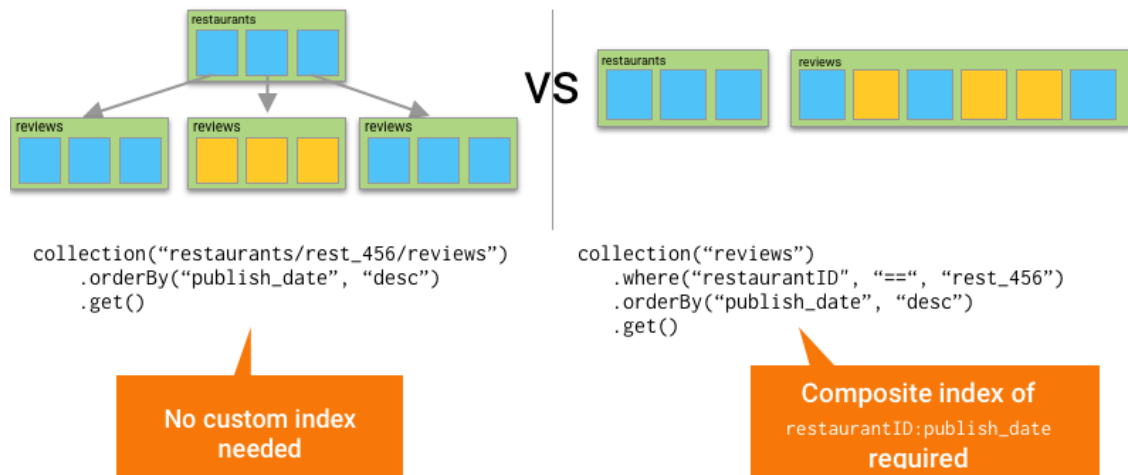 restaurants
reviews
reviews
reviews
collection(“restaurants/rest_456/reviews”)
.orderBy(“publish_date”, “desc”)
.get()
No custom index
needed
VS
restaurants
reviews
collection(“reviews”)
.where(“restaurantID", “==“, “rest_456”)
.orderBy(“publish_date”, “desc”)
.get()
Composite index of
restaurantID:publish_date
required